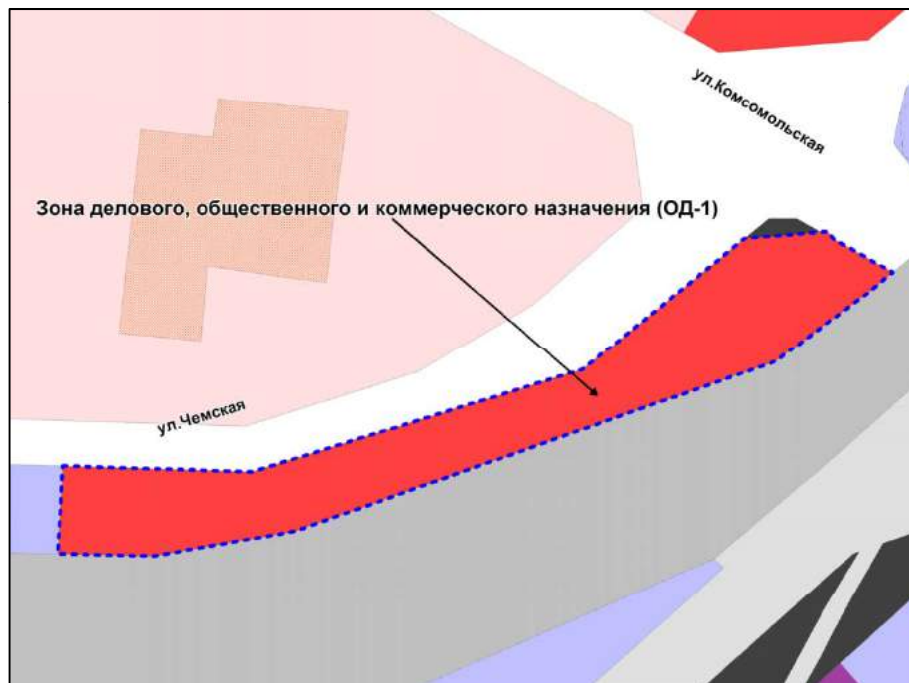 ул.Комсомольская
Зона делового, общественного и коммерческого назначения (ОД-1)
ул.Чемская